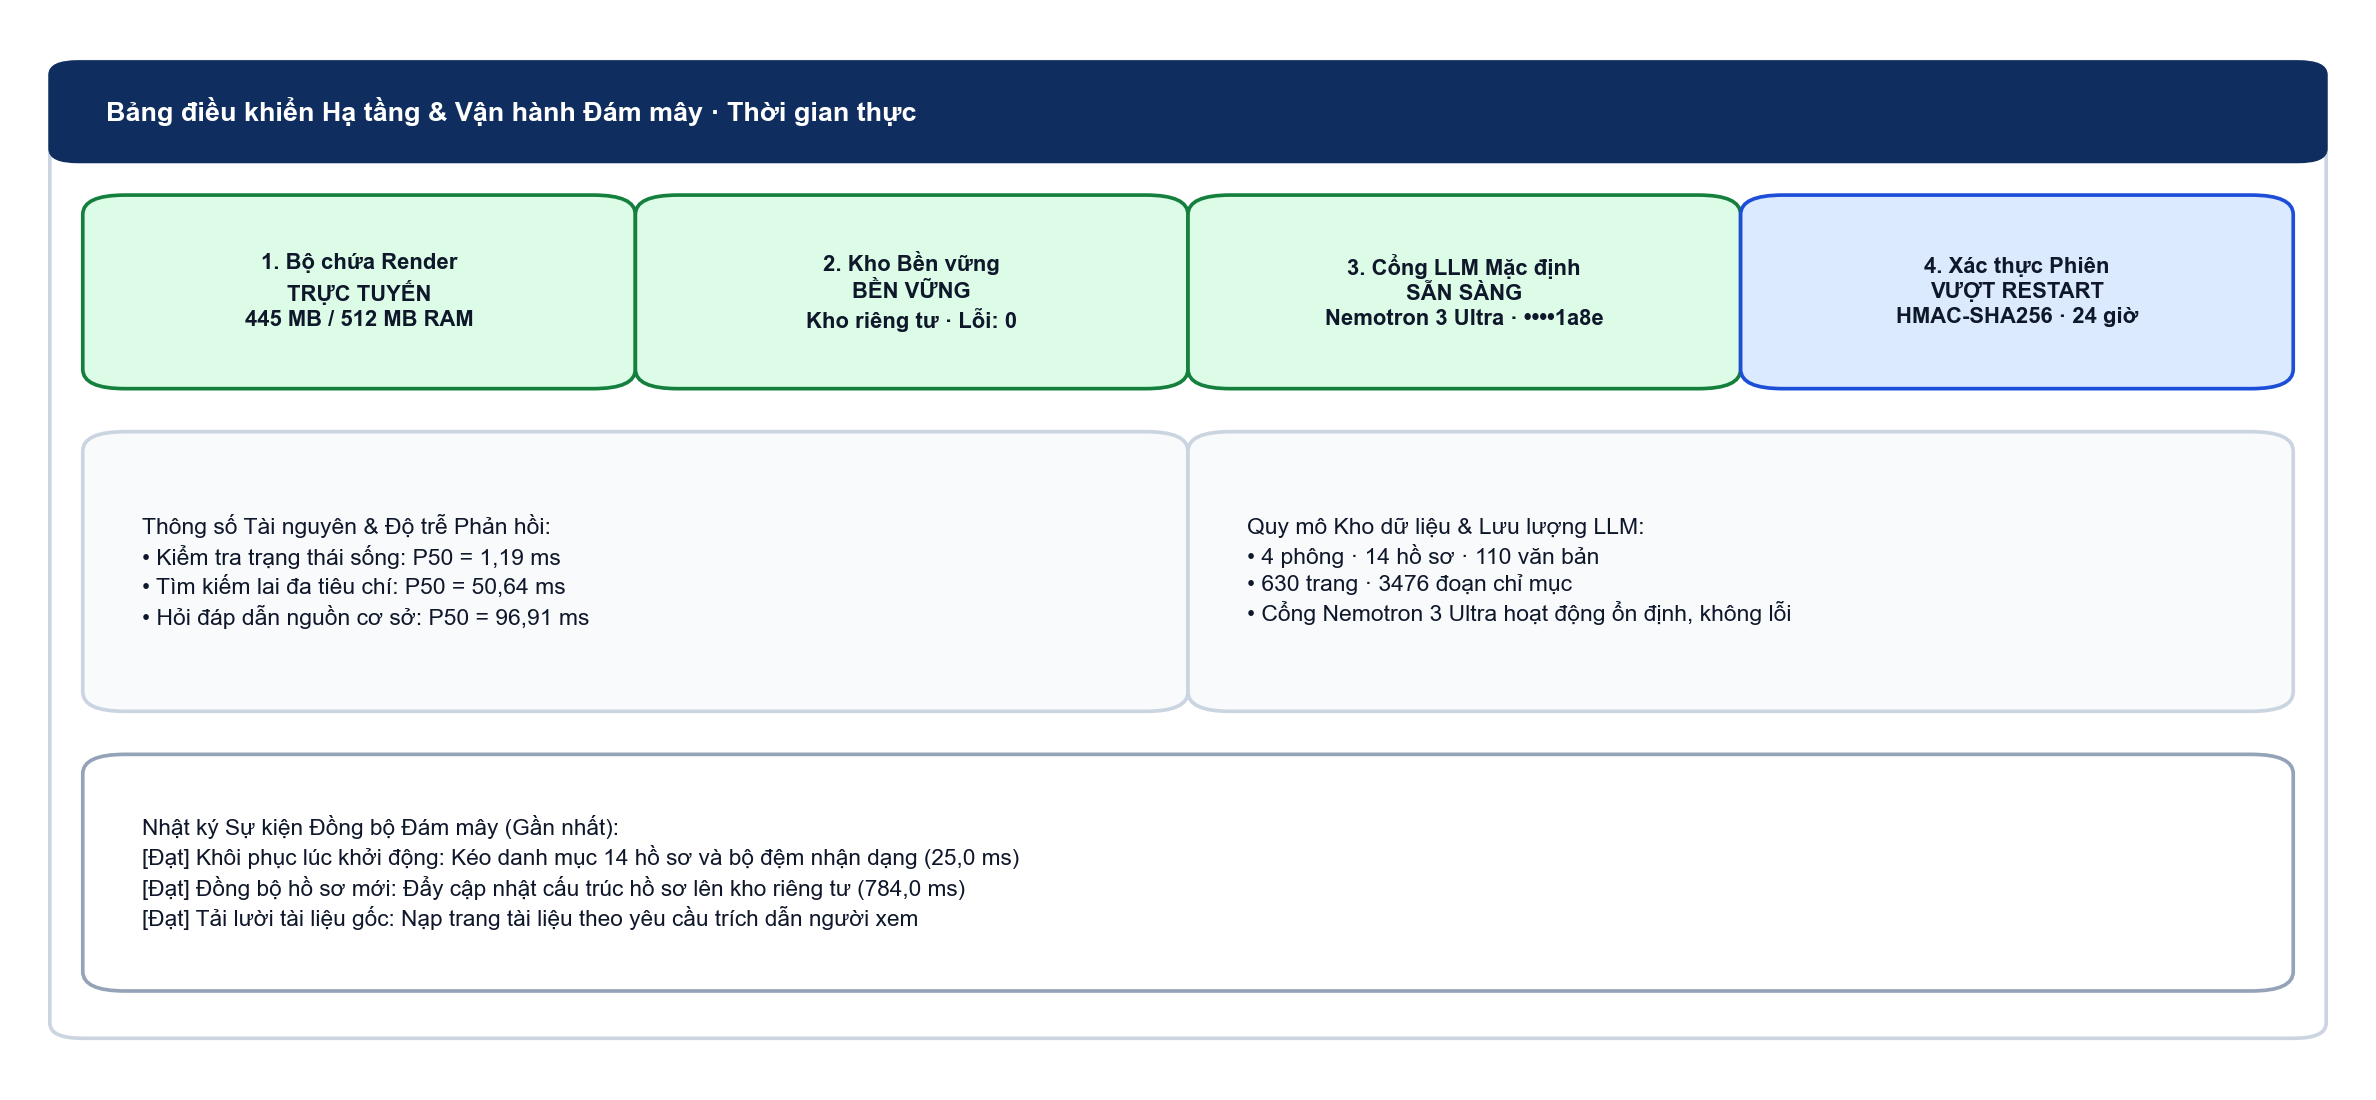 Bảng điều khiển Hạ tầng & Vận hành Đám mây · Thời gian thực
1. Bộ chứa Render
TRỰC TUYẾN
445 MB / 512 MB RAM
2. Kho Bền vững
BỀN VỮNG
Kho riêng tư · Lỗi: 0
3. Cổng LLM Mặc định
SẴN SÀNG
Nemotron 3 Ultra · ••••1a8e
4. Xác thực Phiên
VƯỢT RESTART
HMAC-SHA256 · 24 giờ
Thông số Tài nguyên & Độ trễ Phản hồi:
• Kiểm tra trạng thái sống: P50 = 1,19 ms
• Tìm kiếm lai đa tiêu chí: P50 = 50,64 ms
• Hỏi đáp dẫn nguồn cơ sở: P50 = 96,91 ms
Quy mô Kho dữ liệu & Lưu lượng LLM:
• 4 phông · 14 hồ sơ · 110 văn bản
• 630 trang · 3476 đoạn chỉ mục
• Cổng Nemotron 3 Ultra hoạt động ổn định, không lỗi
Nhật ký Sự kiện Đồng bộ Đám mây (Gần nhất):
[Đạt] Khôi phục lúc khởi động: Kéo danh mục 14 hồ sơ và bộ đệm nhận dạng (25,0 ms)
[Đạt] Đồng bộ hồ sơ mới: Đẩy cập nhật cấu trúc hồ sơ lên kho riêng tư (784,0 ms)
[Đạt] Tải lười tài liệu gốc: Nạp trang tài liệu theo yêu cầu trích dẫn người xem